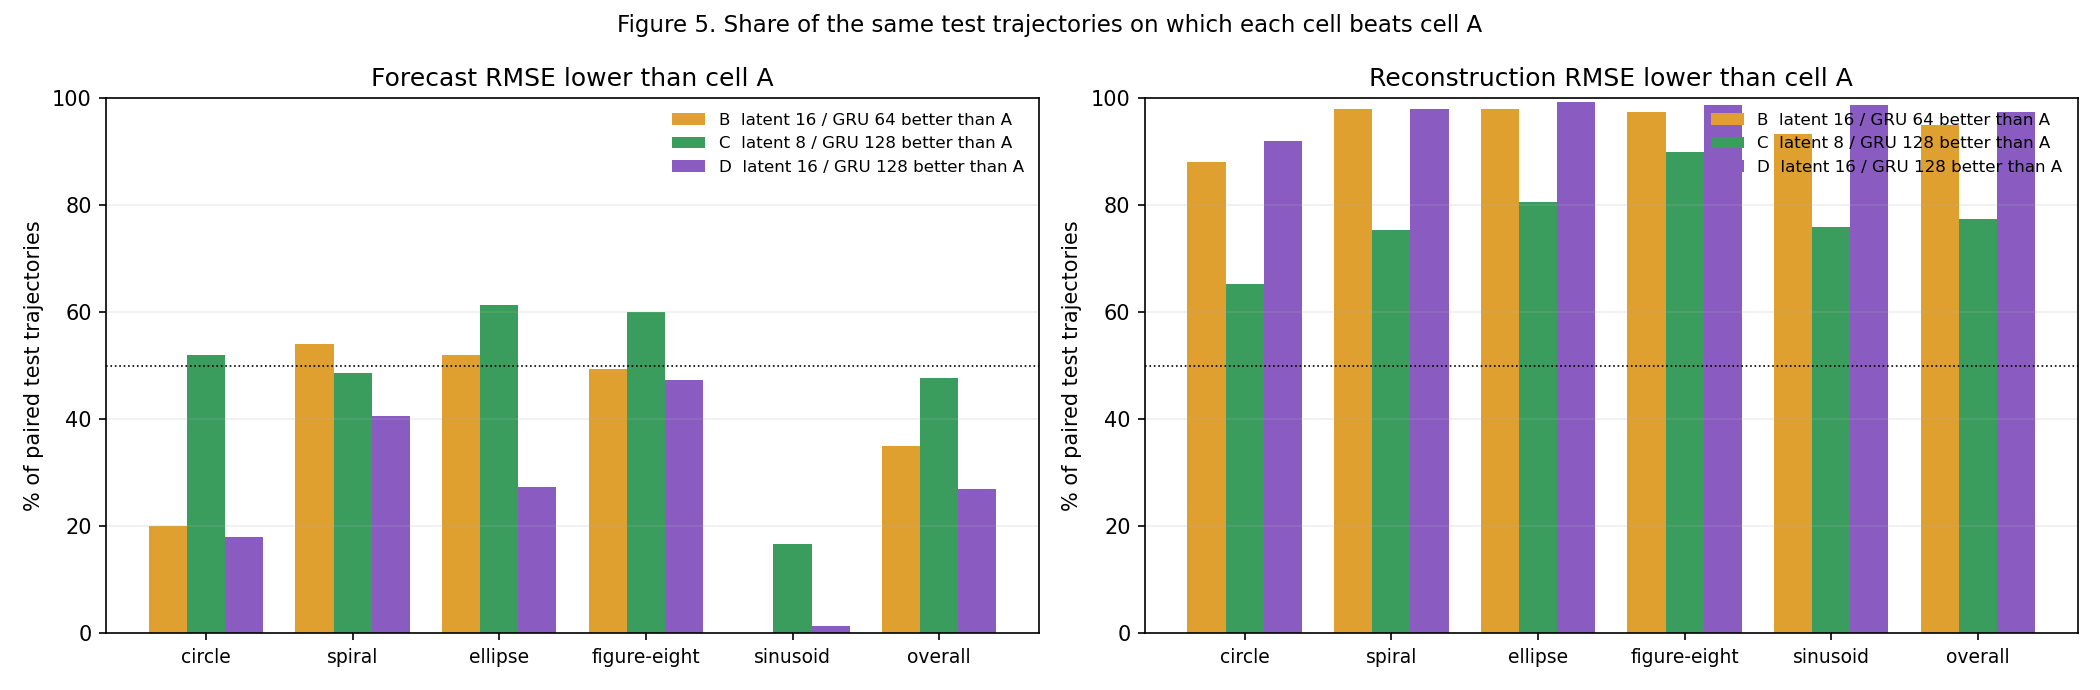 Figure 5. Share of the same test trajectories on which each cell beats cell A
Forecast RMSE lower than cell A
% of paired test trajectories
100
80
60
40
20
0
B  latent 16 / GRU 64 better than A
C  latent 8 / GRU 128 better than A
D  latent 16 / GRU 128 better than A
circle
spiral
ellipse
figure-eight
sinusoid
overall
Reconstruction RMSE lower than cell A
% of paired test trajectories
100
80
60
40
20
0
B  latent 16 / GRU 64 better than A
C  latent 8 / GRU 128 better than A
D  latent 16 / GRU 128 better than A
circle
spiral
ellipse
figure-eight
sinusoid
overall